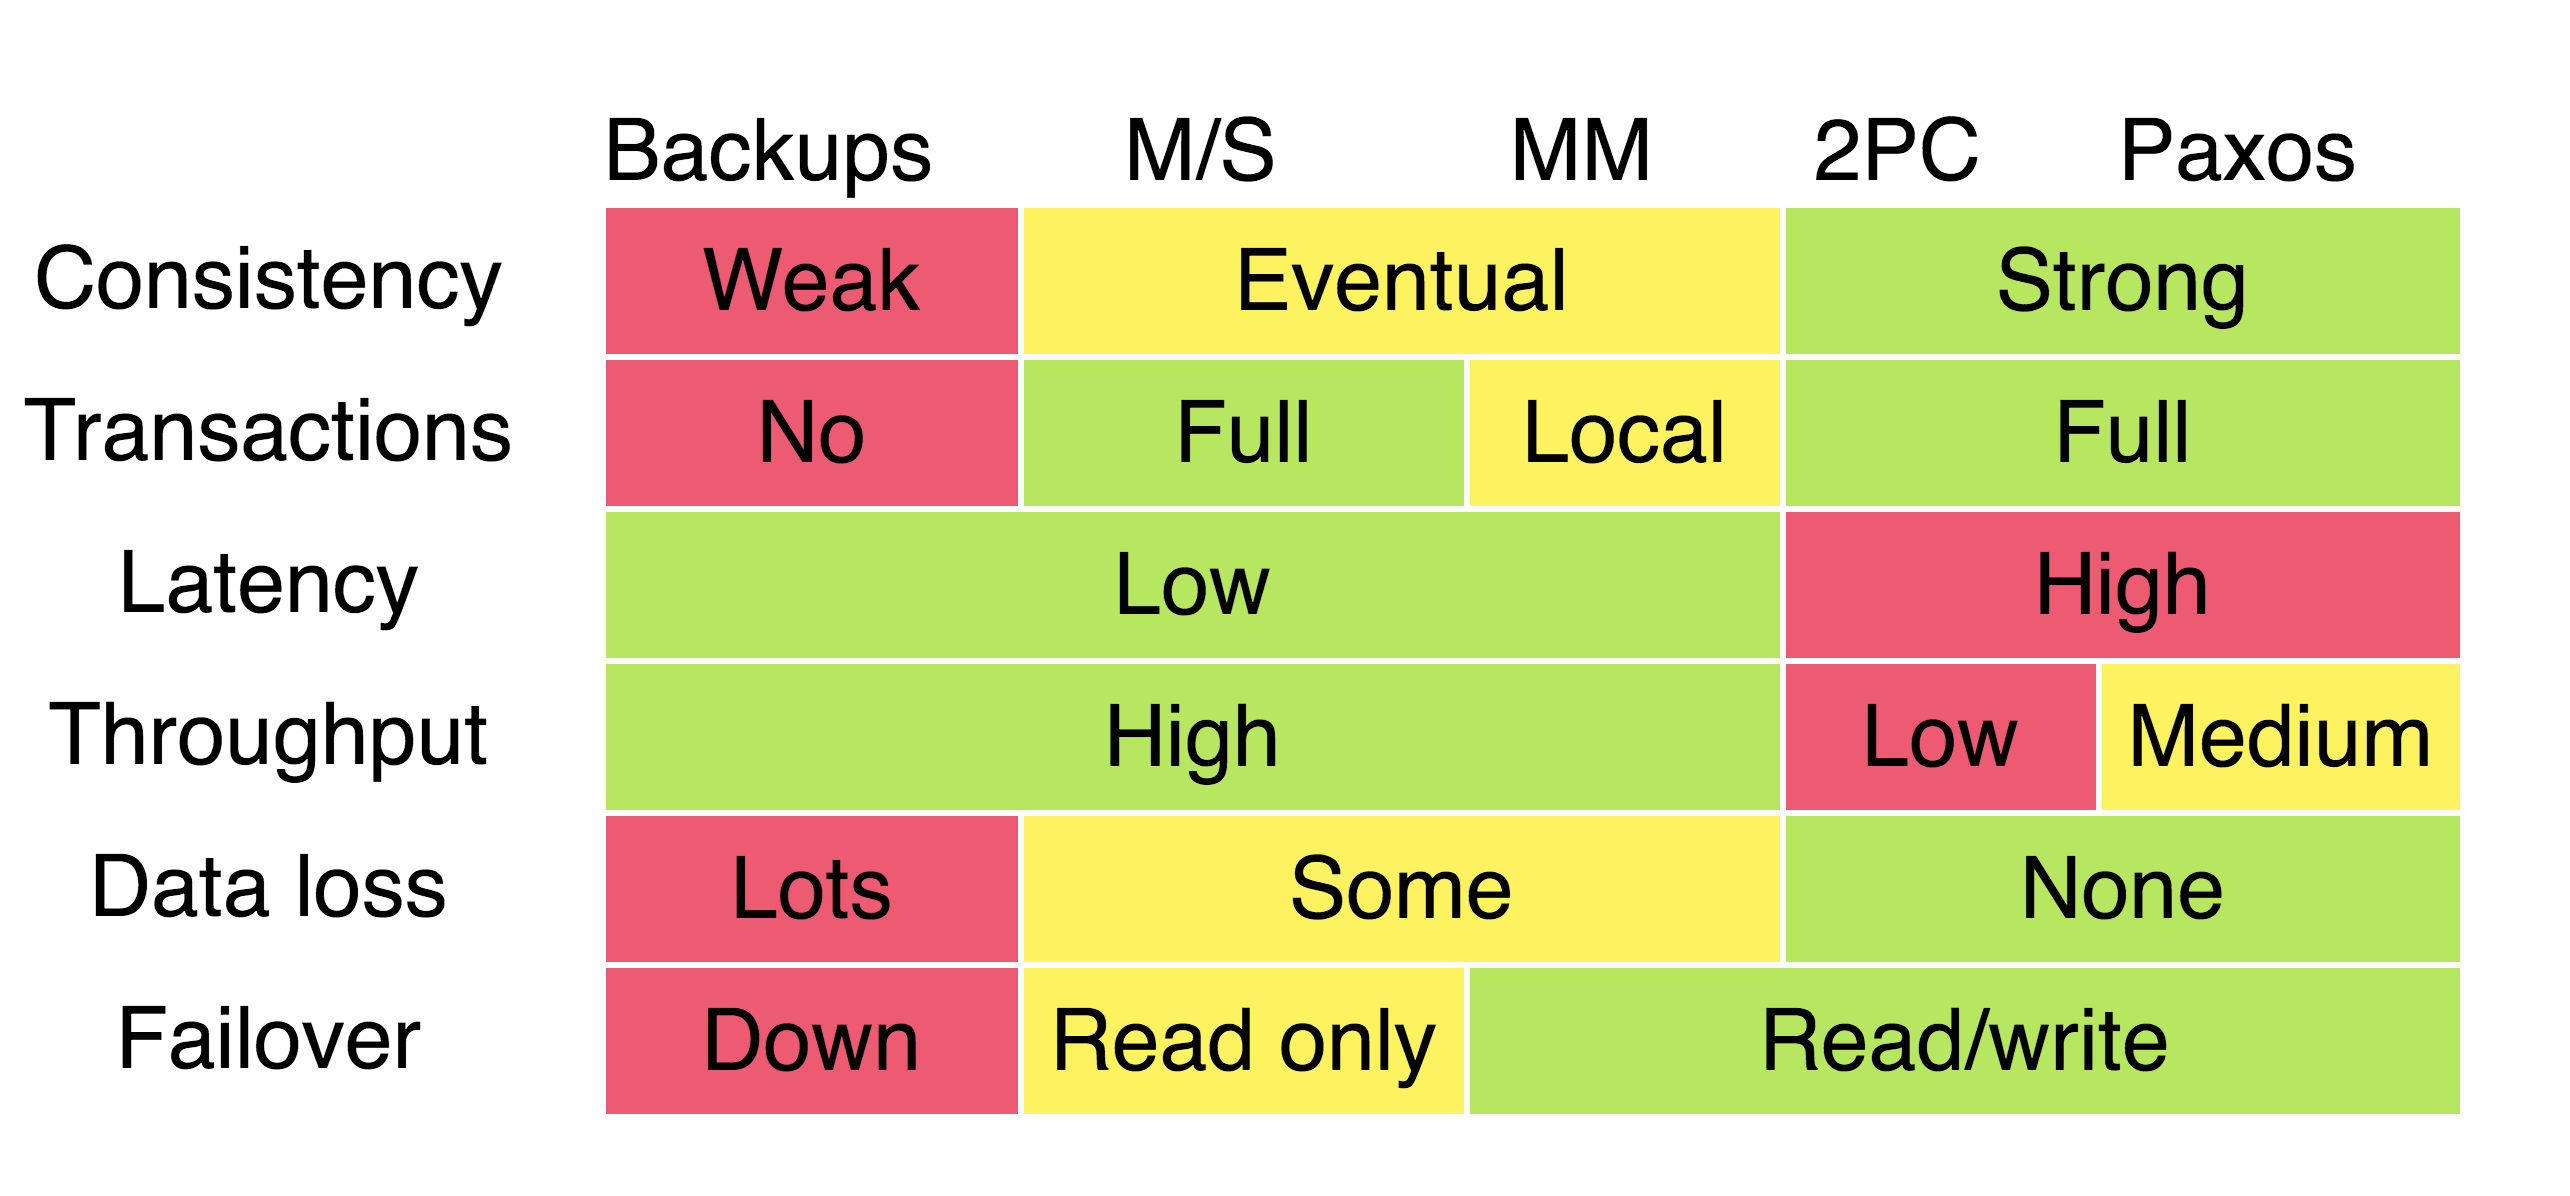 Backups M/S MM 2PC Paxos
Consistency Weak Eventual Strong
Transactions No Full Local Full
Latency Low High
Throughput High Low Medium
Data loss Lots Some None
Failover Down Read only Read/write